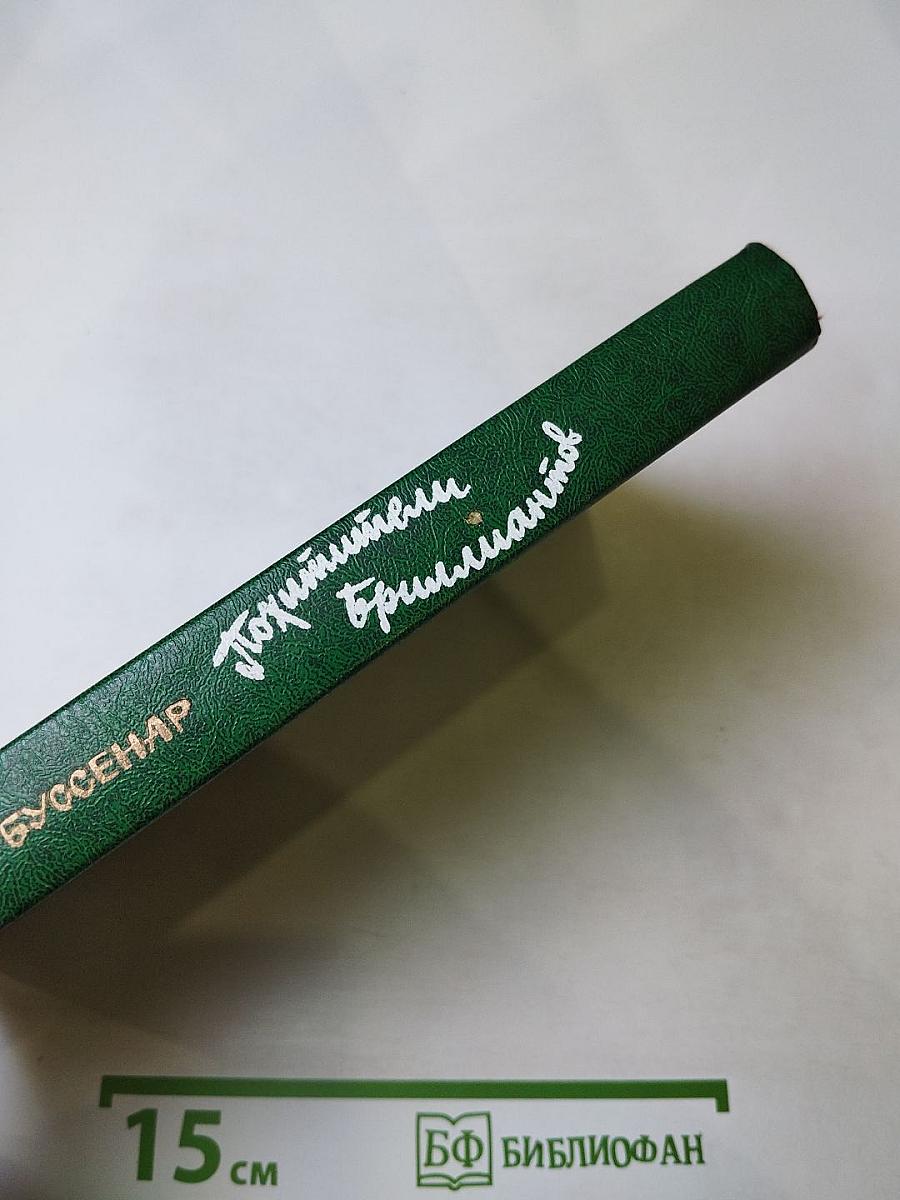 БУССЕНАР
Похитители
бриллиантов
15 см
БФ БИБЛИОФАН